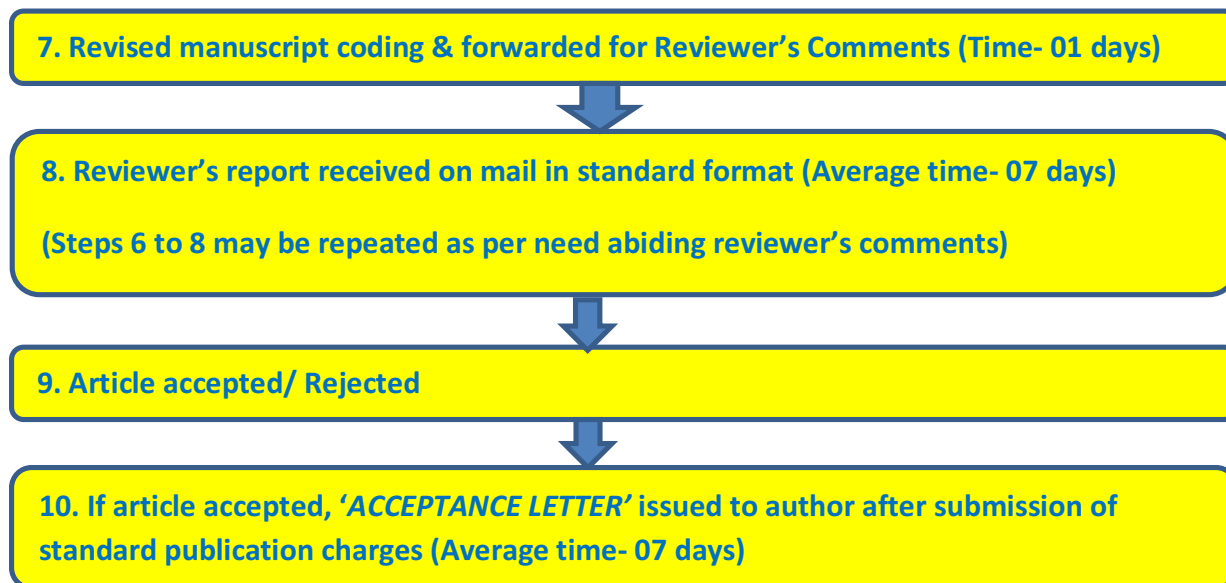 7. Revised manuscript coding & forwarded for Reviewer’s Comments (Time- 01 days)
8. Reviewer’s report received on mail in standard format (Average time- 07 days)
(Steps 6 to 8 may be repeated as per need abiding reviewer’s comments)
9. Article accepted/ Rejected
10. If article accepted, ‘ACCEPTANCE LETTER’ issued to author after submission of
standard publication charges (Average time- 07 days)